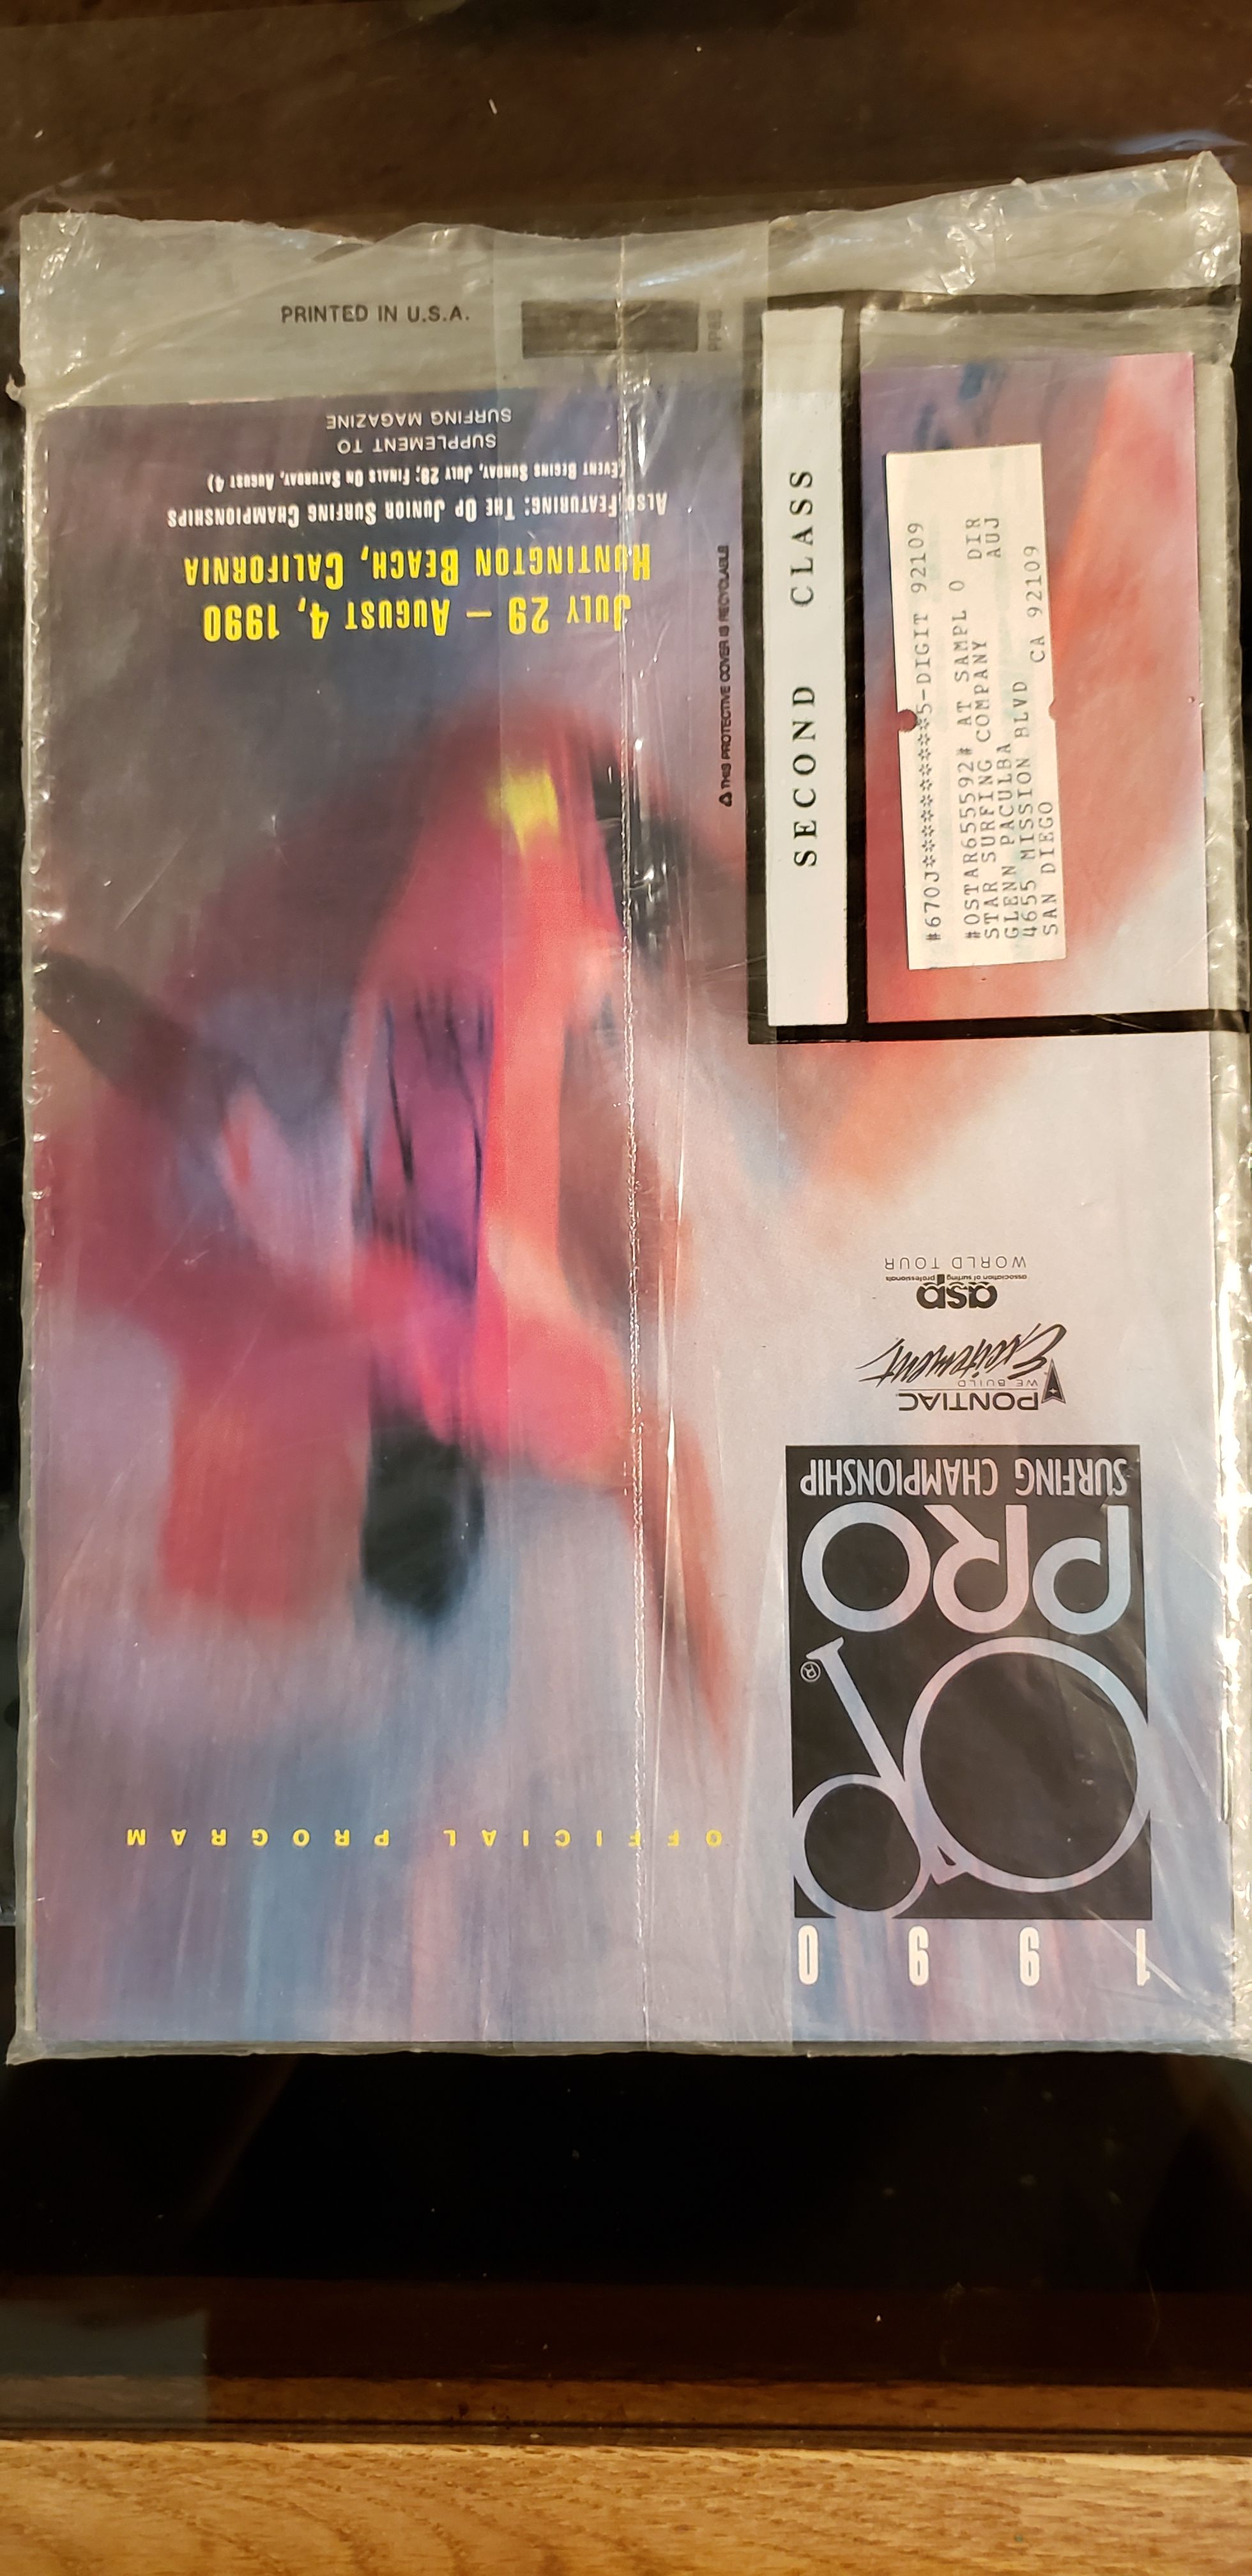 PRINTED IN U.S.A.
SECOND CLASS
THIS PROTECTIVE COVER IS RECYCLABLE
#670J**********5-DIGIT 92109
#0STAR655592# AT SAMPL O DIR
STAR SURFING COMPANY AUJ
GLENN PACULBA
4655 MISSION BLVD
SAN DIEGO CA 92109
1990
OFFICIAL PROGRAM
OP®
PRO
SURFING CHAMPIONSHIP
PONTIAC
WE BUILD
Excitement
asp
association of surfing professionals
WORLD TOUR
JULY 29 – AUGUST 4, 1990
HUNTINGTON BEACH, CALIFORNIA
ALSO FEATURING: THE OP JUNIOR SURFING CHAMPIONSHIPS
(EVENT BEGINS SUNDAY, JULY 29; FINALS ON SATURDAY, AUGUST 4)
SUPPLEMENT TO
SURFING MAGAZINE